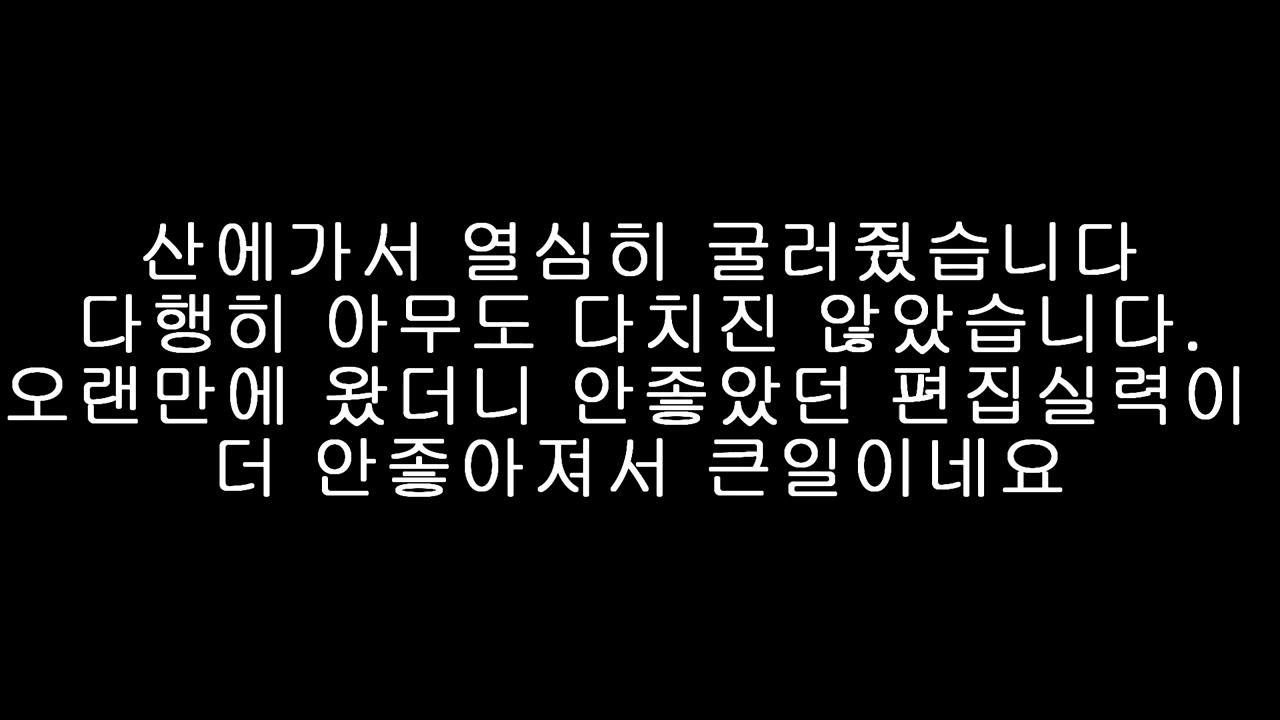 산에가서 열심히 굴러줬습니다
다행히 아무도 다치진 않았습니다.
오랜만에 왔더니 안좋았던 편집실력이
더 안좋아져서 큰일이네요